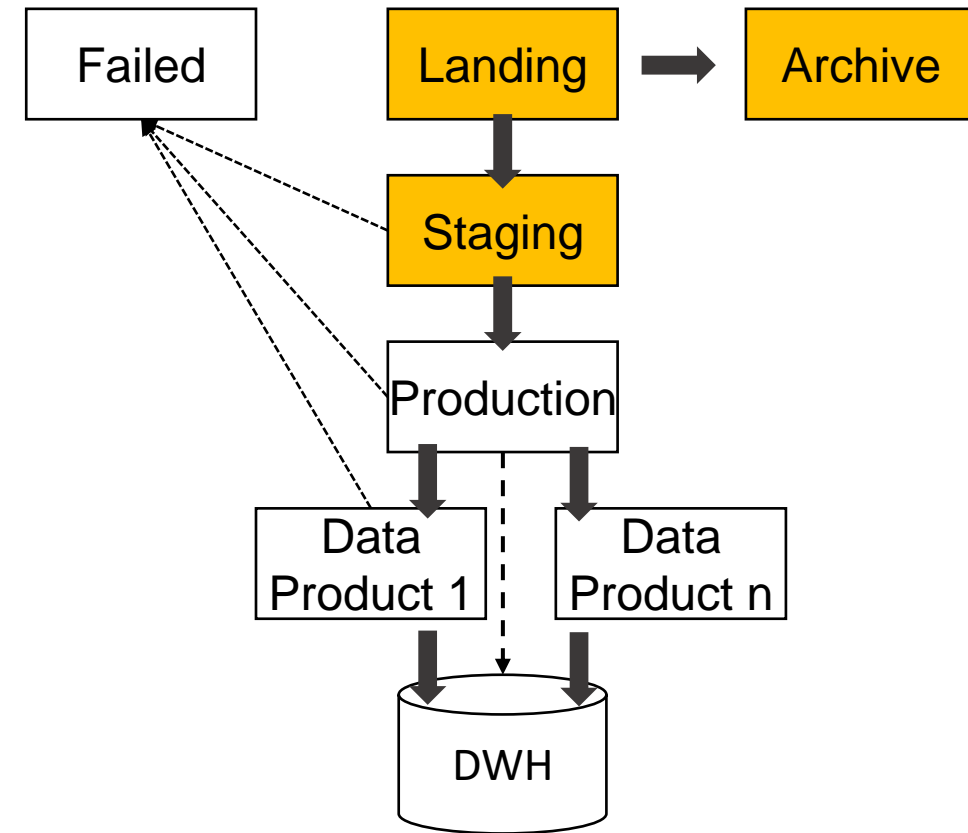 Failed
Landing
Archive
Staging
Production
Data
Product 1
Data
Product n
DWH